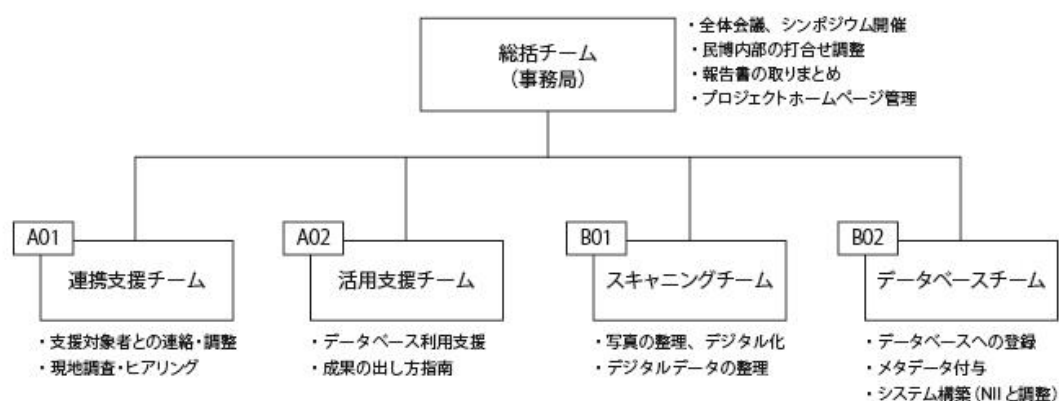 総括チーム
(事務局)
・全体会議、シンポジウム開催
・民博内部の打合せ調整
・報告書の取りまとめ
・プロジェクトホームページ管理
A01
連携支援チーム
・支援対象者との連絡・調整
・現地調査・ヒアリング
A02
活用支援チーム
・データベース利用支援
・成果の出し方指南
B01
スキャニングチーム
・写真の整理、デジタル化
・デジタルデータの整理
B02
データベースチーム
・データベースへの登録
・メタデータ付与
・システム構築(NIIと調整)